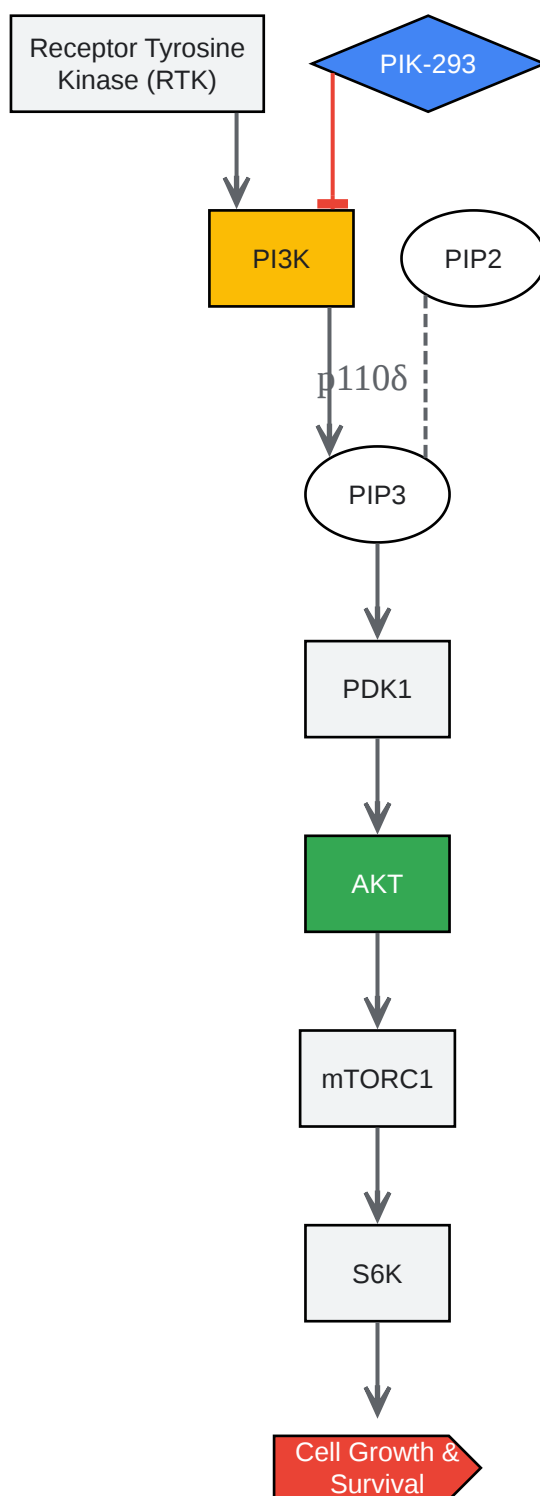 Receptor Tyrosine
Kinase (RTK)
PIK-293
PI3K
PIP2
p110δ
PIP3
PDK1
AKT
mTORC1
S6K
Cell Growth &
Survival